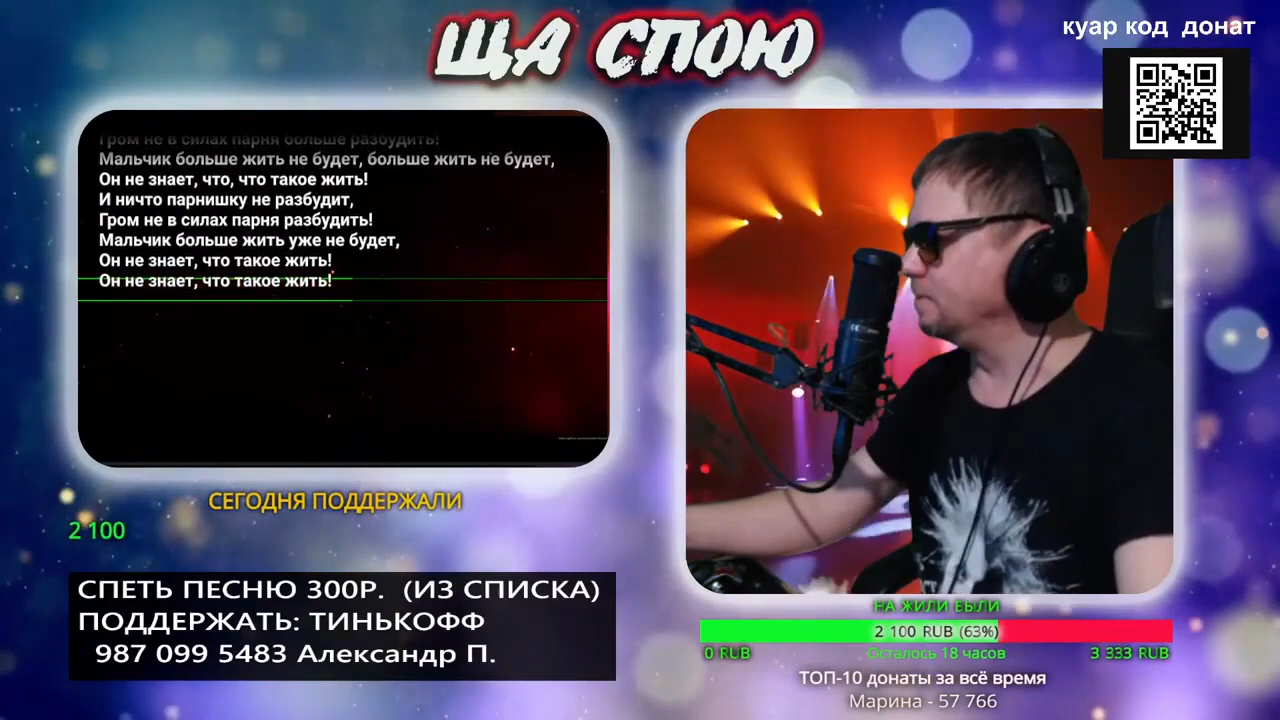 ЩА СПОЮ
куар код донат
Гром не в силах парня больше разбудить!
Мальчик больше жить не будет, больше жить не будет,
Он не знает, что, что такое жить!
И ничто парнишку не разбудит,
Гром не в силах парня разбудить!
Мальчик больше жить уже не будет,
Он не знает, что такое жить!
Он не знает, что такое жить!
СЕГОДНЯ ПОДДЕРЖАЛИ
2 100
СПЕТЬ ПЕСНЮ 300Р. (ИЗ СПИСКА)
ПОДДЕРЖАТЬ: ТИНЬКОФФ
987 099 5483 Александр П.
НА ЖИЛИ БЫЛИ
2 100 RUB (63%)
0 RUB
Осталось 18 часов
3 333 RUB
ТОП-10 донаты за всё время
Марина - 57 766